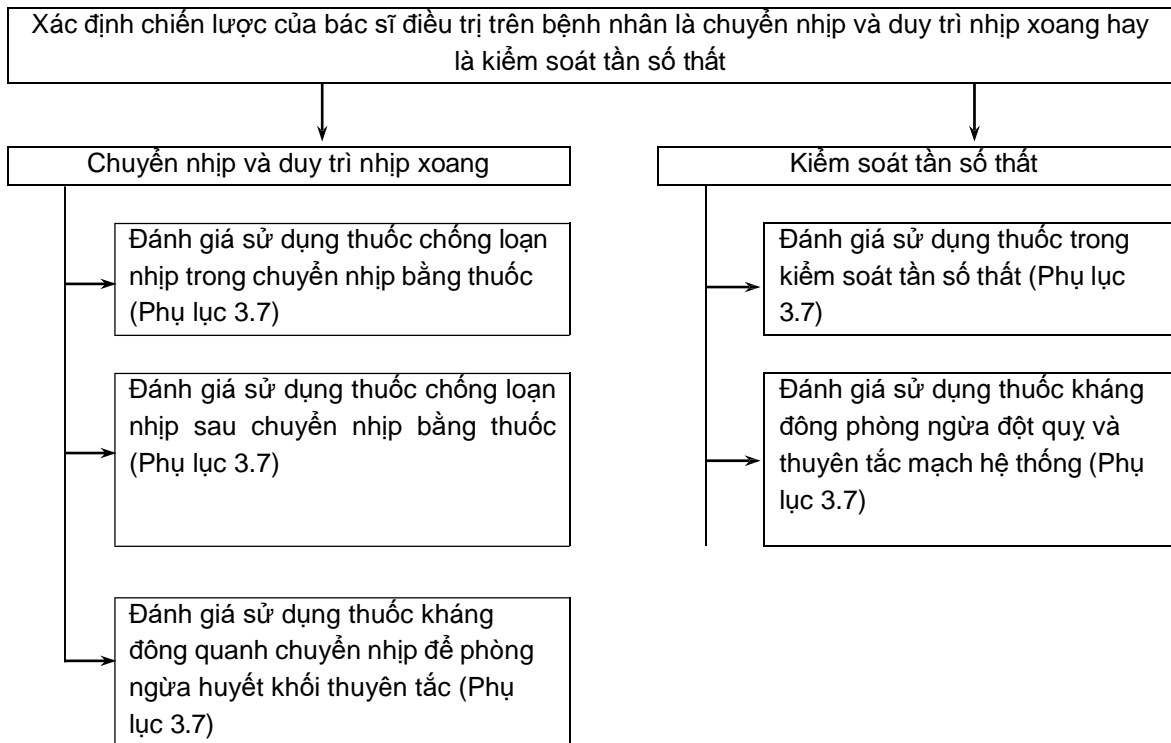 Xác định chiến lược của bác sĩ điều trị trên bệnh nhân là chuyển nhịp và duy trì nhịp xoang hay
là kiểm soát tần số thất
Chuyển nhịp và duy trì nhịp xoang
Đánh giá sử dụng thuốc chống loạn
nhịp trong chuyển nhịp bằng thuốc
(Phụ lục 3.7)
Đánh giá sử dụng thuốc chống loạn
nhịp sau chuyển nhịp bằng thuốc
(Phụ lục 3.7)
Đánh giá sử dụng thuốc kháng
đông quanh chuyển nhịp để phòng
ngừa huyết khối thuyên tắc (Phụ
lục 3.7)
Kiểm soát tần số thất
Đánh giá sử dụng thuốc trong
kiểm soát tần số thất (Phụ lục
3.7)
Đánh giá sử dụng thuốc kháng
đông phòng ngừa đột quỵ và
thuyên tắc mạch hệ thống (Phụ
lục 3.7)